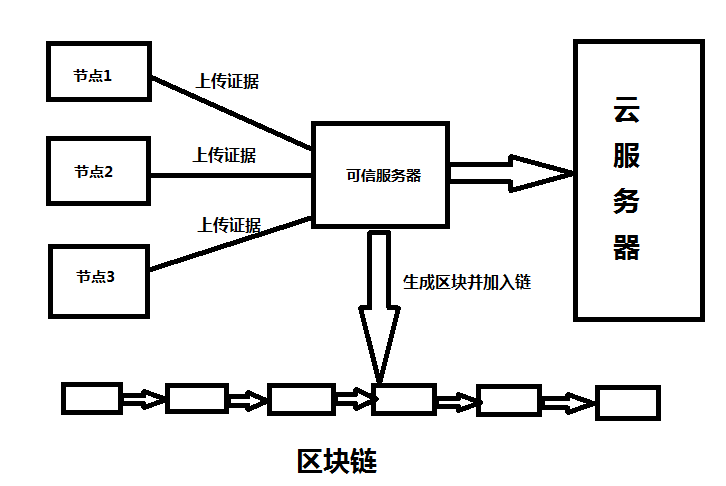 节点1
上传证据
节点2
上传证据
节点3
上传证据
可信服务器
云服务器
生成区块并加入链
区块链